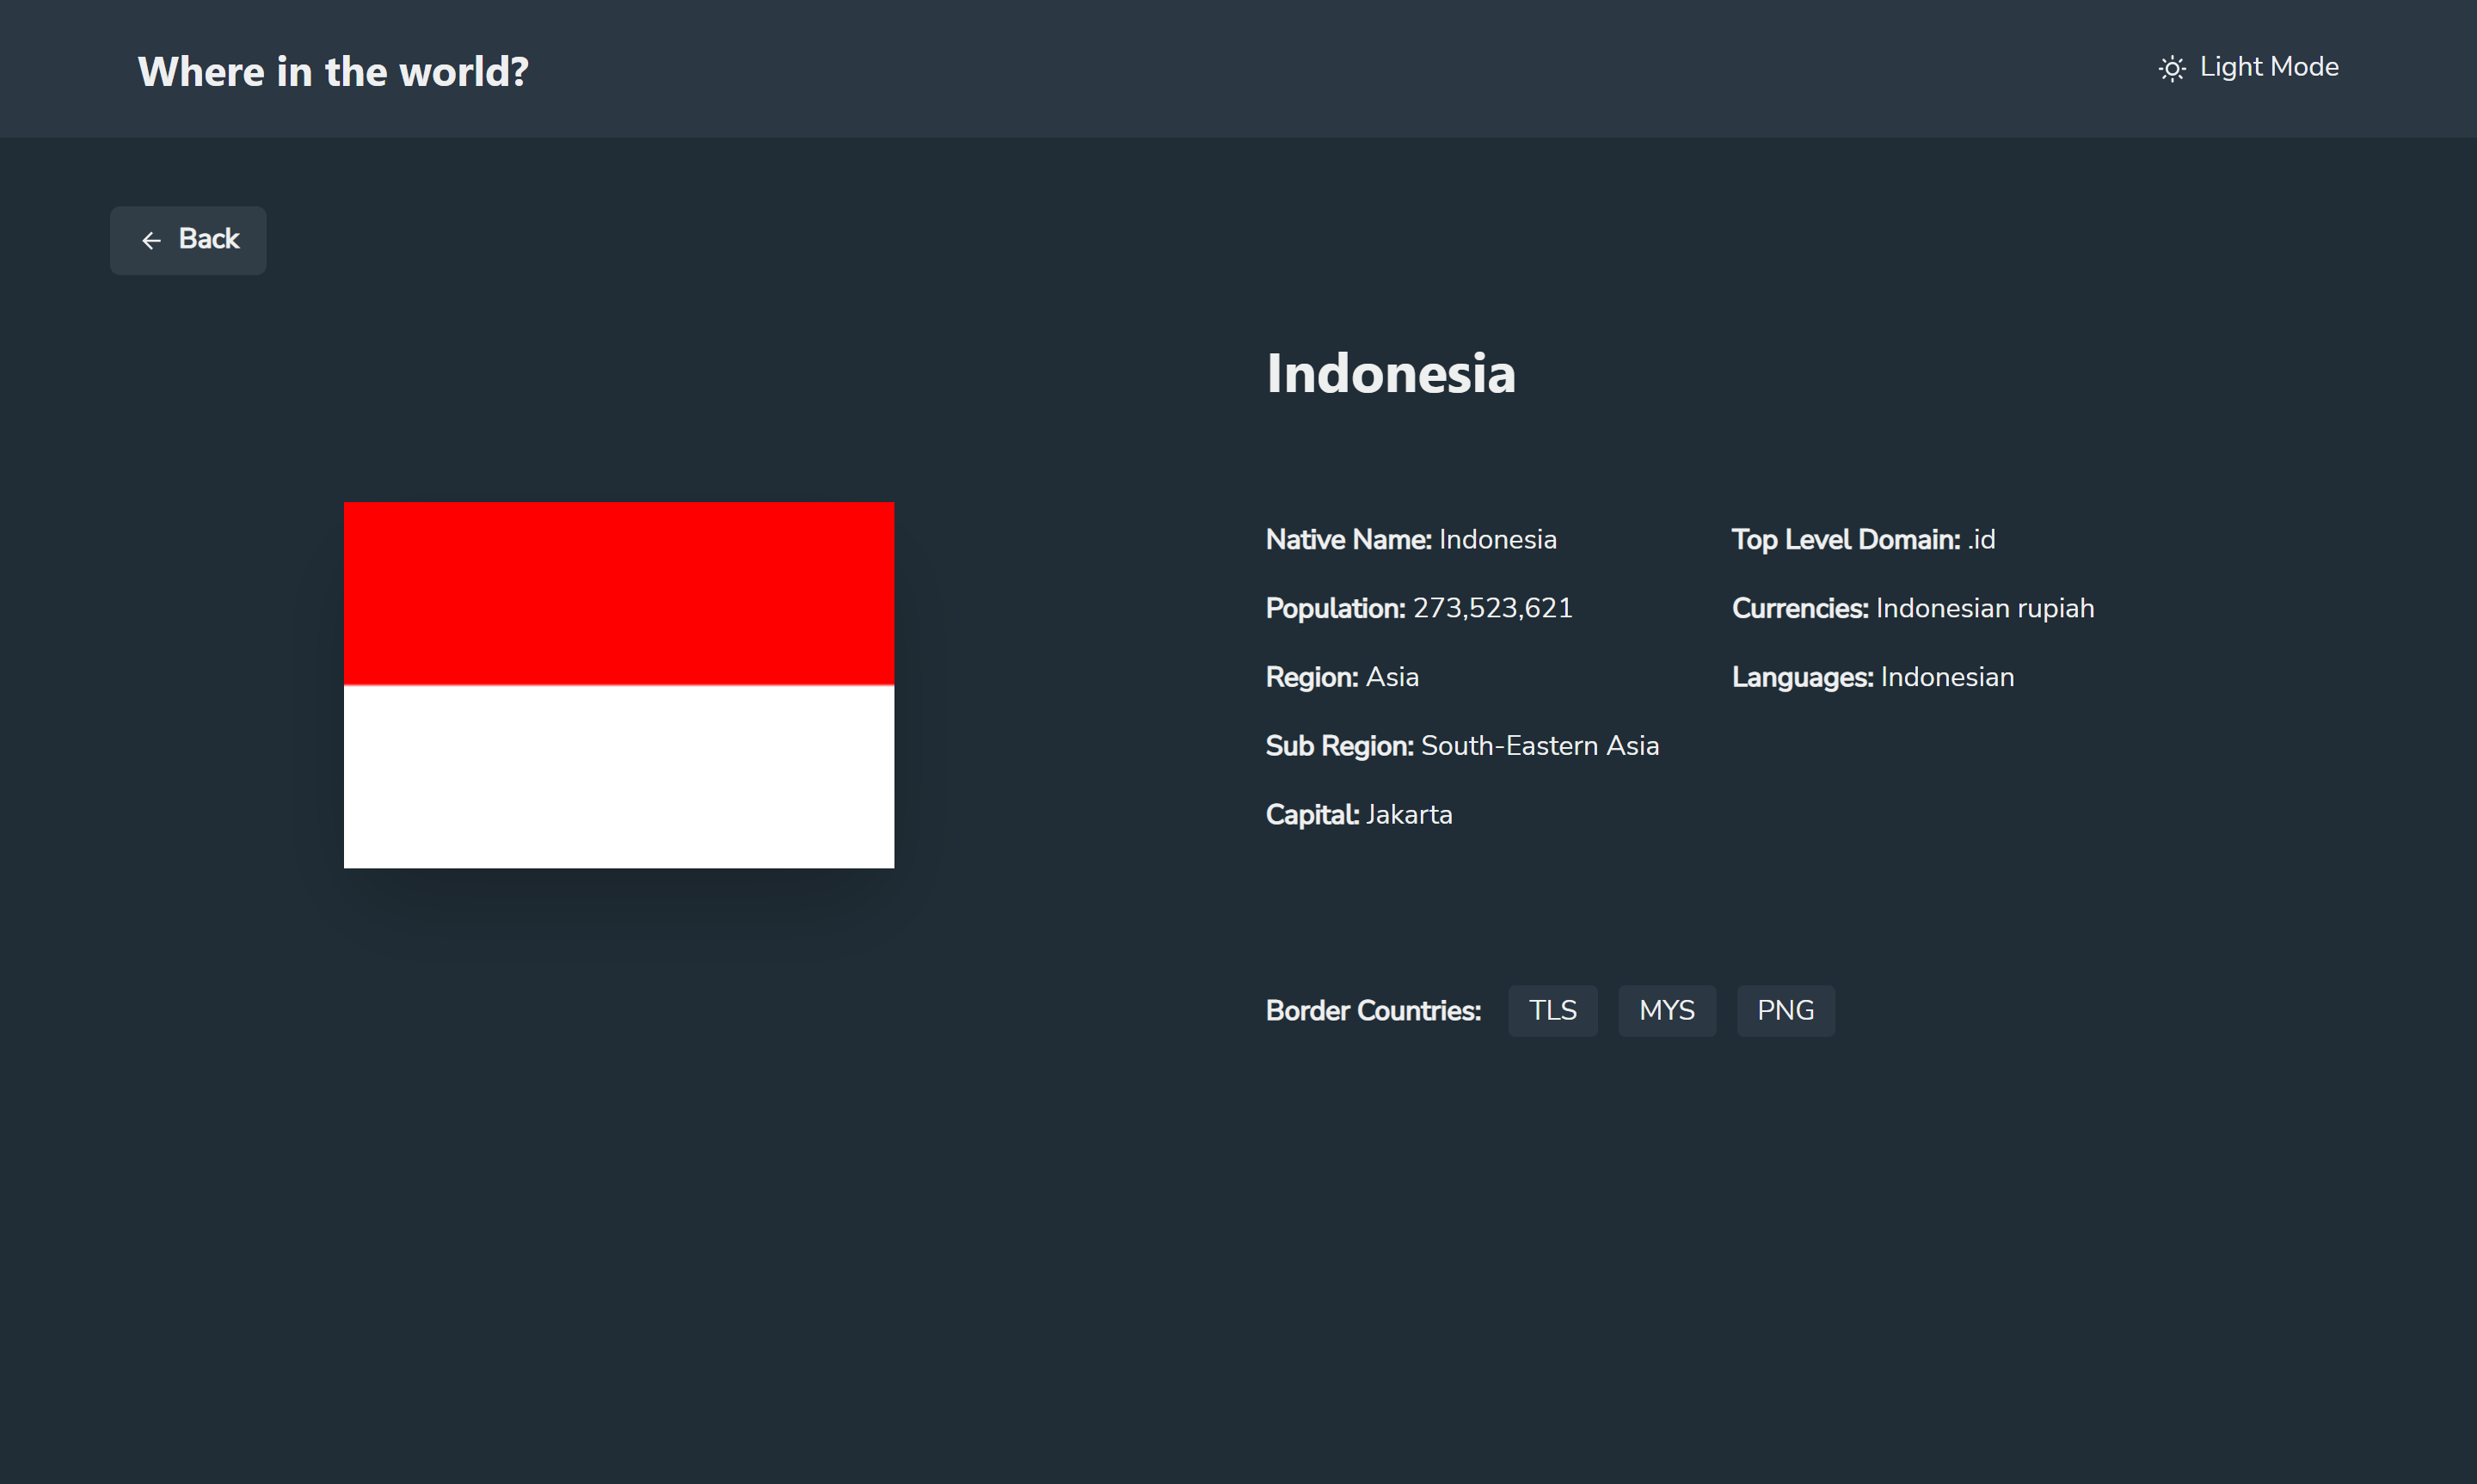 Where in the world?
Light Mode
Back
Indonesia
Native Name: Indonesia
Population: 273,523,621
Region: Asia
Sub Region: South-Eastern Asia
Capital: Jakarta
Top Level Domain: .id
Currencies: Indonesian rupiah
Languages: Indonesian
Border Countries: TLS MYS PNG